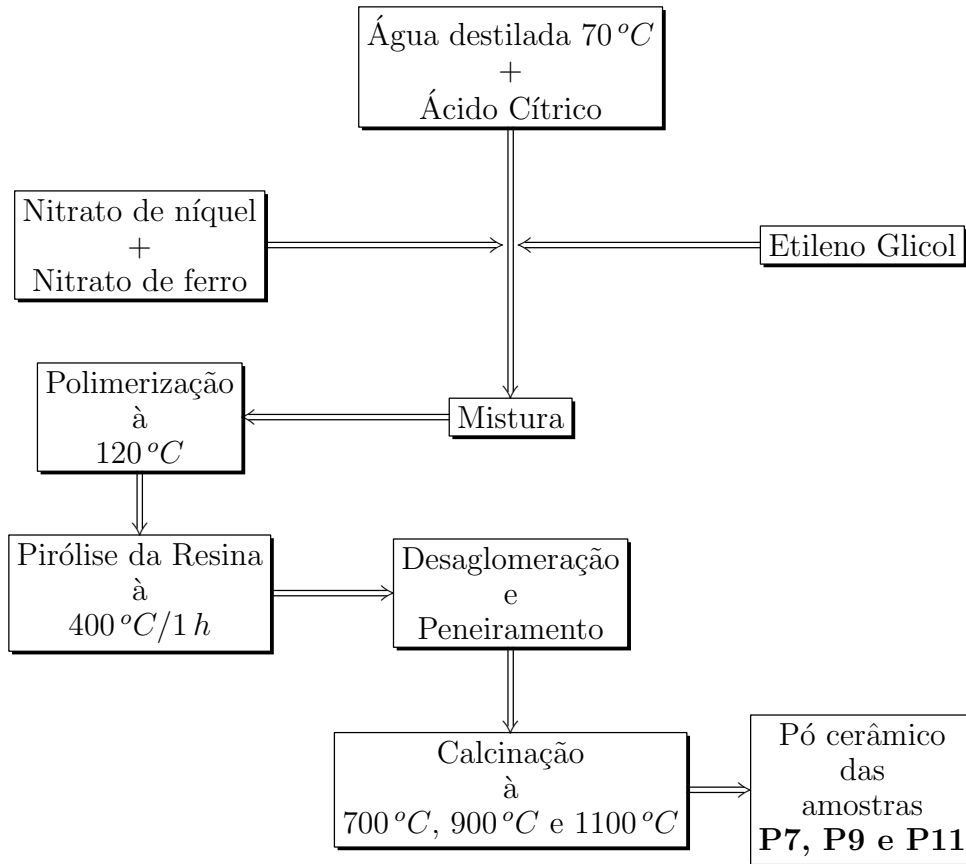 Água destilada 70 ºC
+
Ácido Cítrico
Nitrato de níquel
+
Nitrato de ferro
Etileno Glicol
Polimerização
à
120 ºC
Mistura
Pirólise da Resina
à
400 ºC/1 h
Desaglomeração
e
Peneiramento
Calcinação
à
700 ºC, 900 ºC e 1100 ºC
Pó cerâmico
das
amostras
P7, P9 e P11